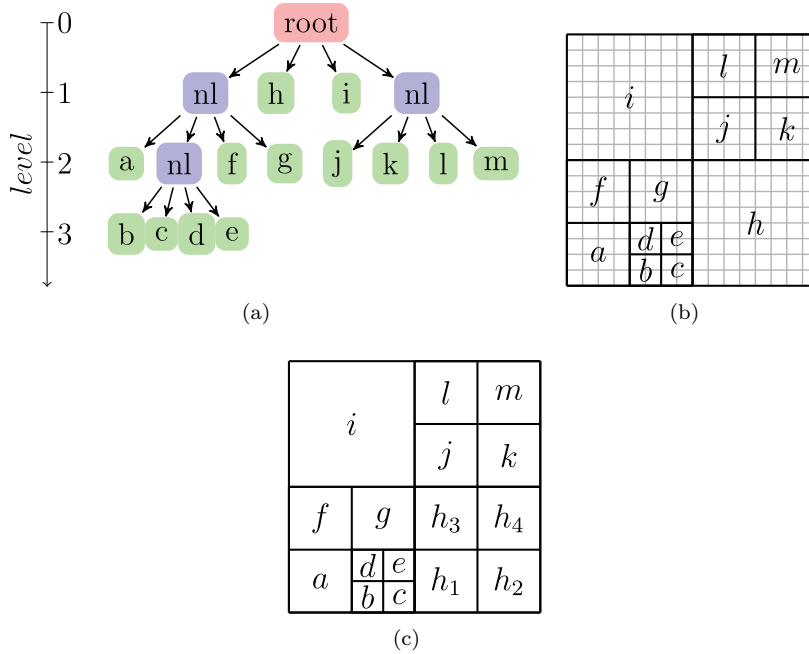 0 root
1 nl h i nl
level
2 a nl f g j k l m
3 b c d e
(a)
l m
i
j k
f g
h
d e
a
b c
(b)
l m
i
j k
f g h3 h4
d e
a h1 h2
b c
(c)